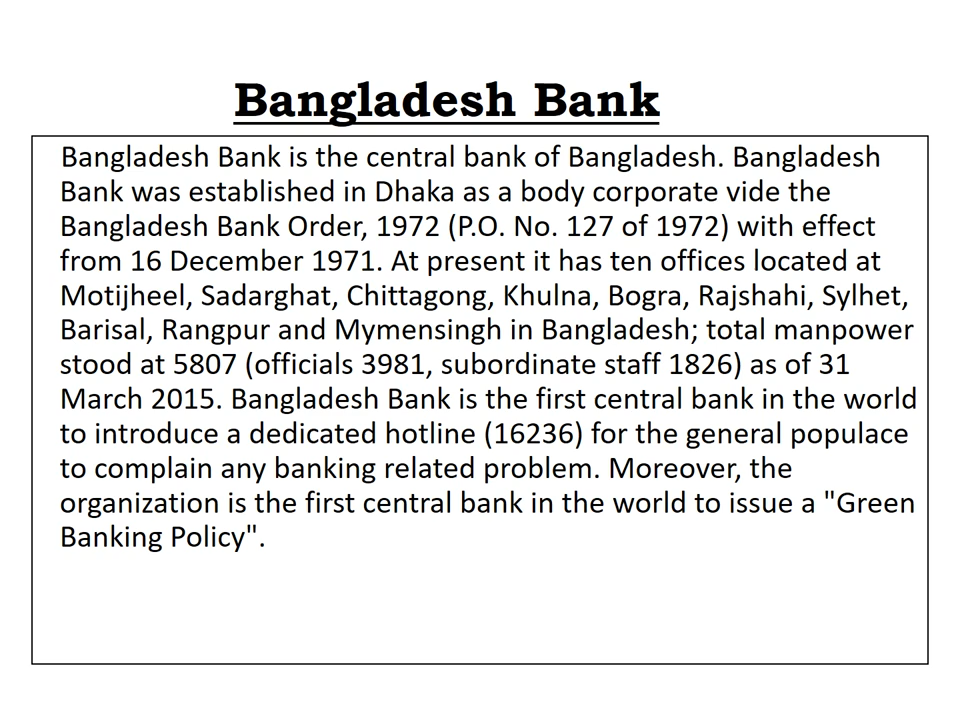 Bangladesh Bank
Bangladesh Bank is the central bank of Bangladesh. Bangladesh
Bank was established in Dhaka as a body corporate vide the
Bangladesh Bank Order, 1972 (P.O. No. 127 of 1972) with effect
from 16 December 1971. At present it has ten offices located at
Motijheel, Sadarghat, Chittagong, Khulna, Bogra, Rajshahi, Sylhet,
Barisal, Rangpur and Mymensingh in Bangladesh; total manpower
stood at 5807 (officials 3981, subordinate staff 1826) as of 31
March 2015. Bangladesh Bank is the first central bank in the world
to introduce a dedicated hotline (16236) for the general populace
to complain any banking related problem. Moreover, the
organization is the first central bank in the world to issue a "Green
Banking Policy".